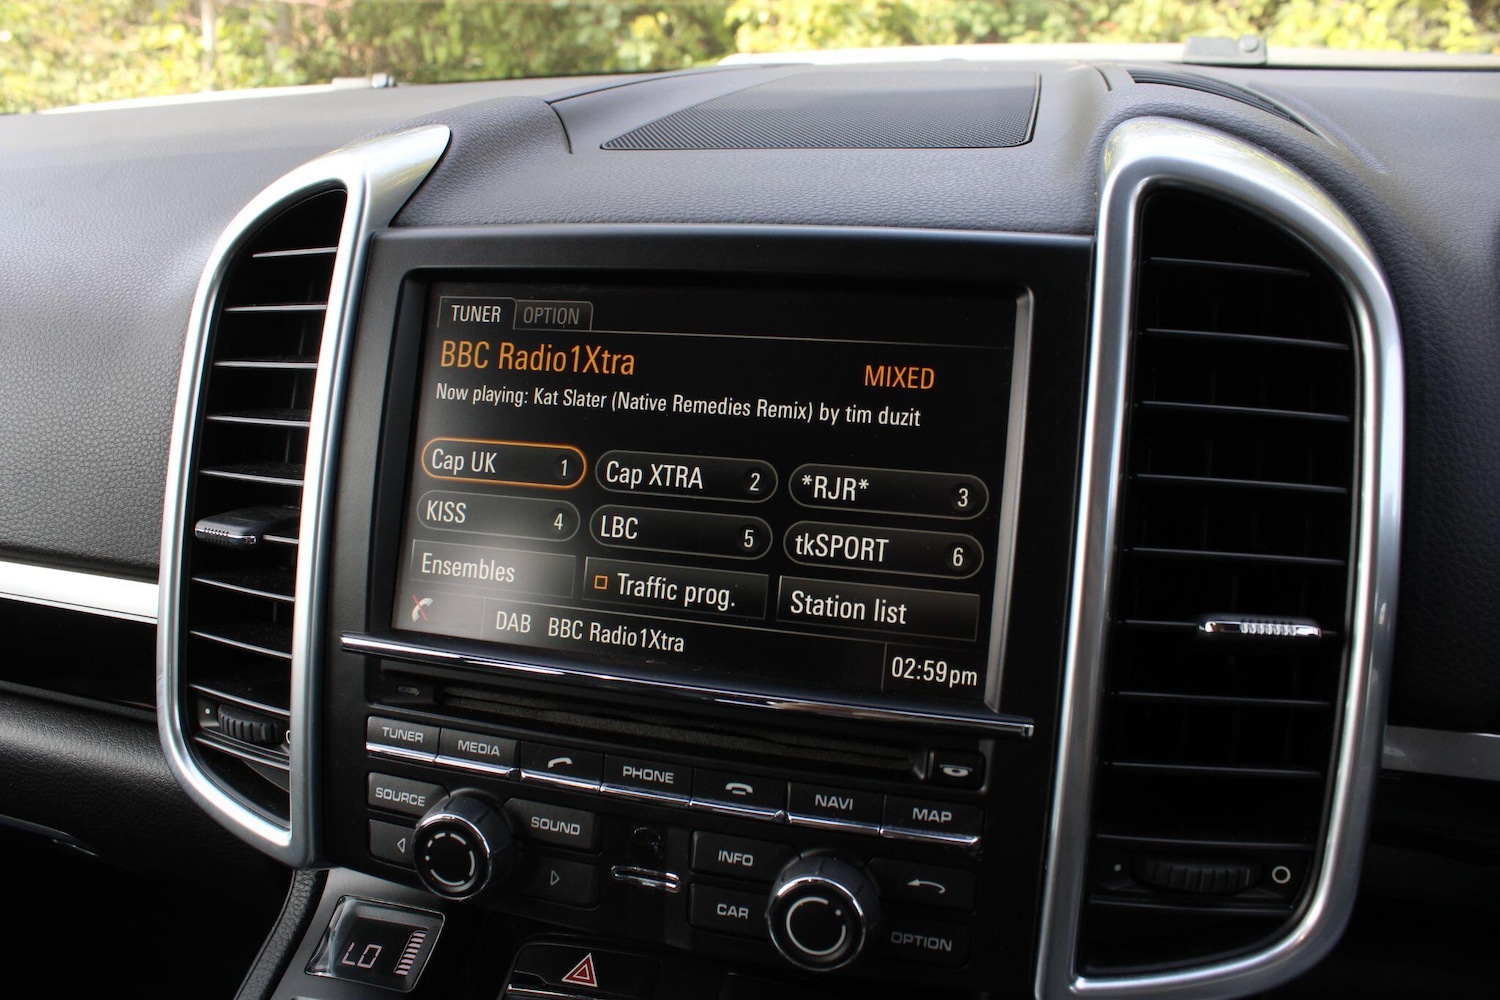 TUNER OPTION
BBC Radio1Xtra MIXED
Now playing: Kat Slater (Native Remedies Remix) by tim duzit
Cap UK 1 Cap XTRA 2 *RJR* 3
KISS 4 LBC 5 tkSPORT 6
Ensembles Traffic prog. Station list
DAB BBC Radio1Xtra 02:59pm
TUNER MEDIA PHONE NAVI MAP
SOURCE SOUND INFO
CAR OPTION
LO